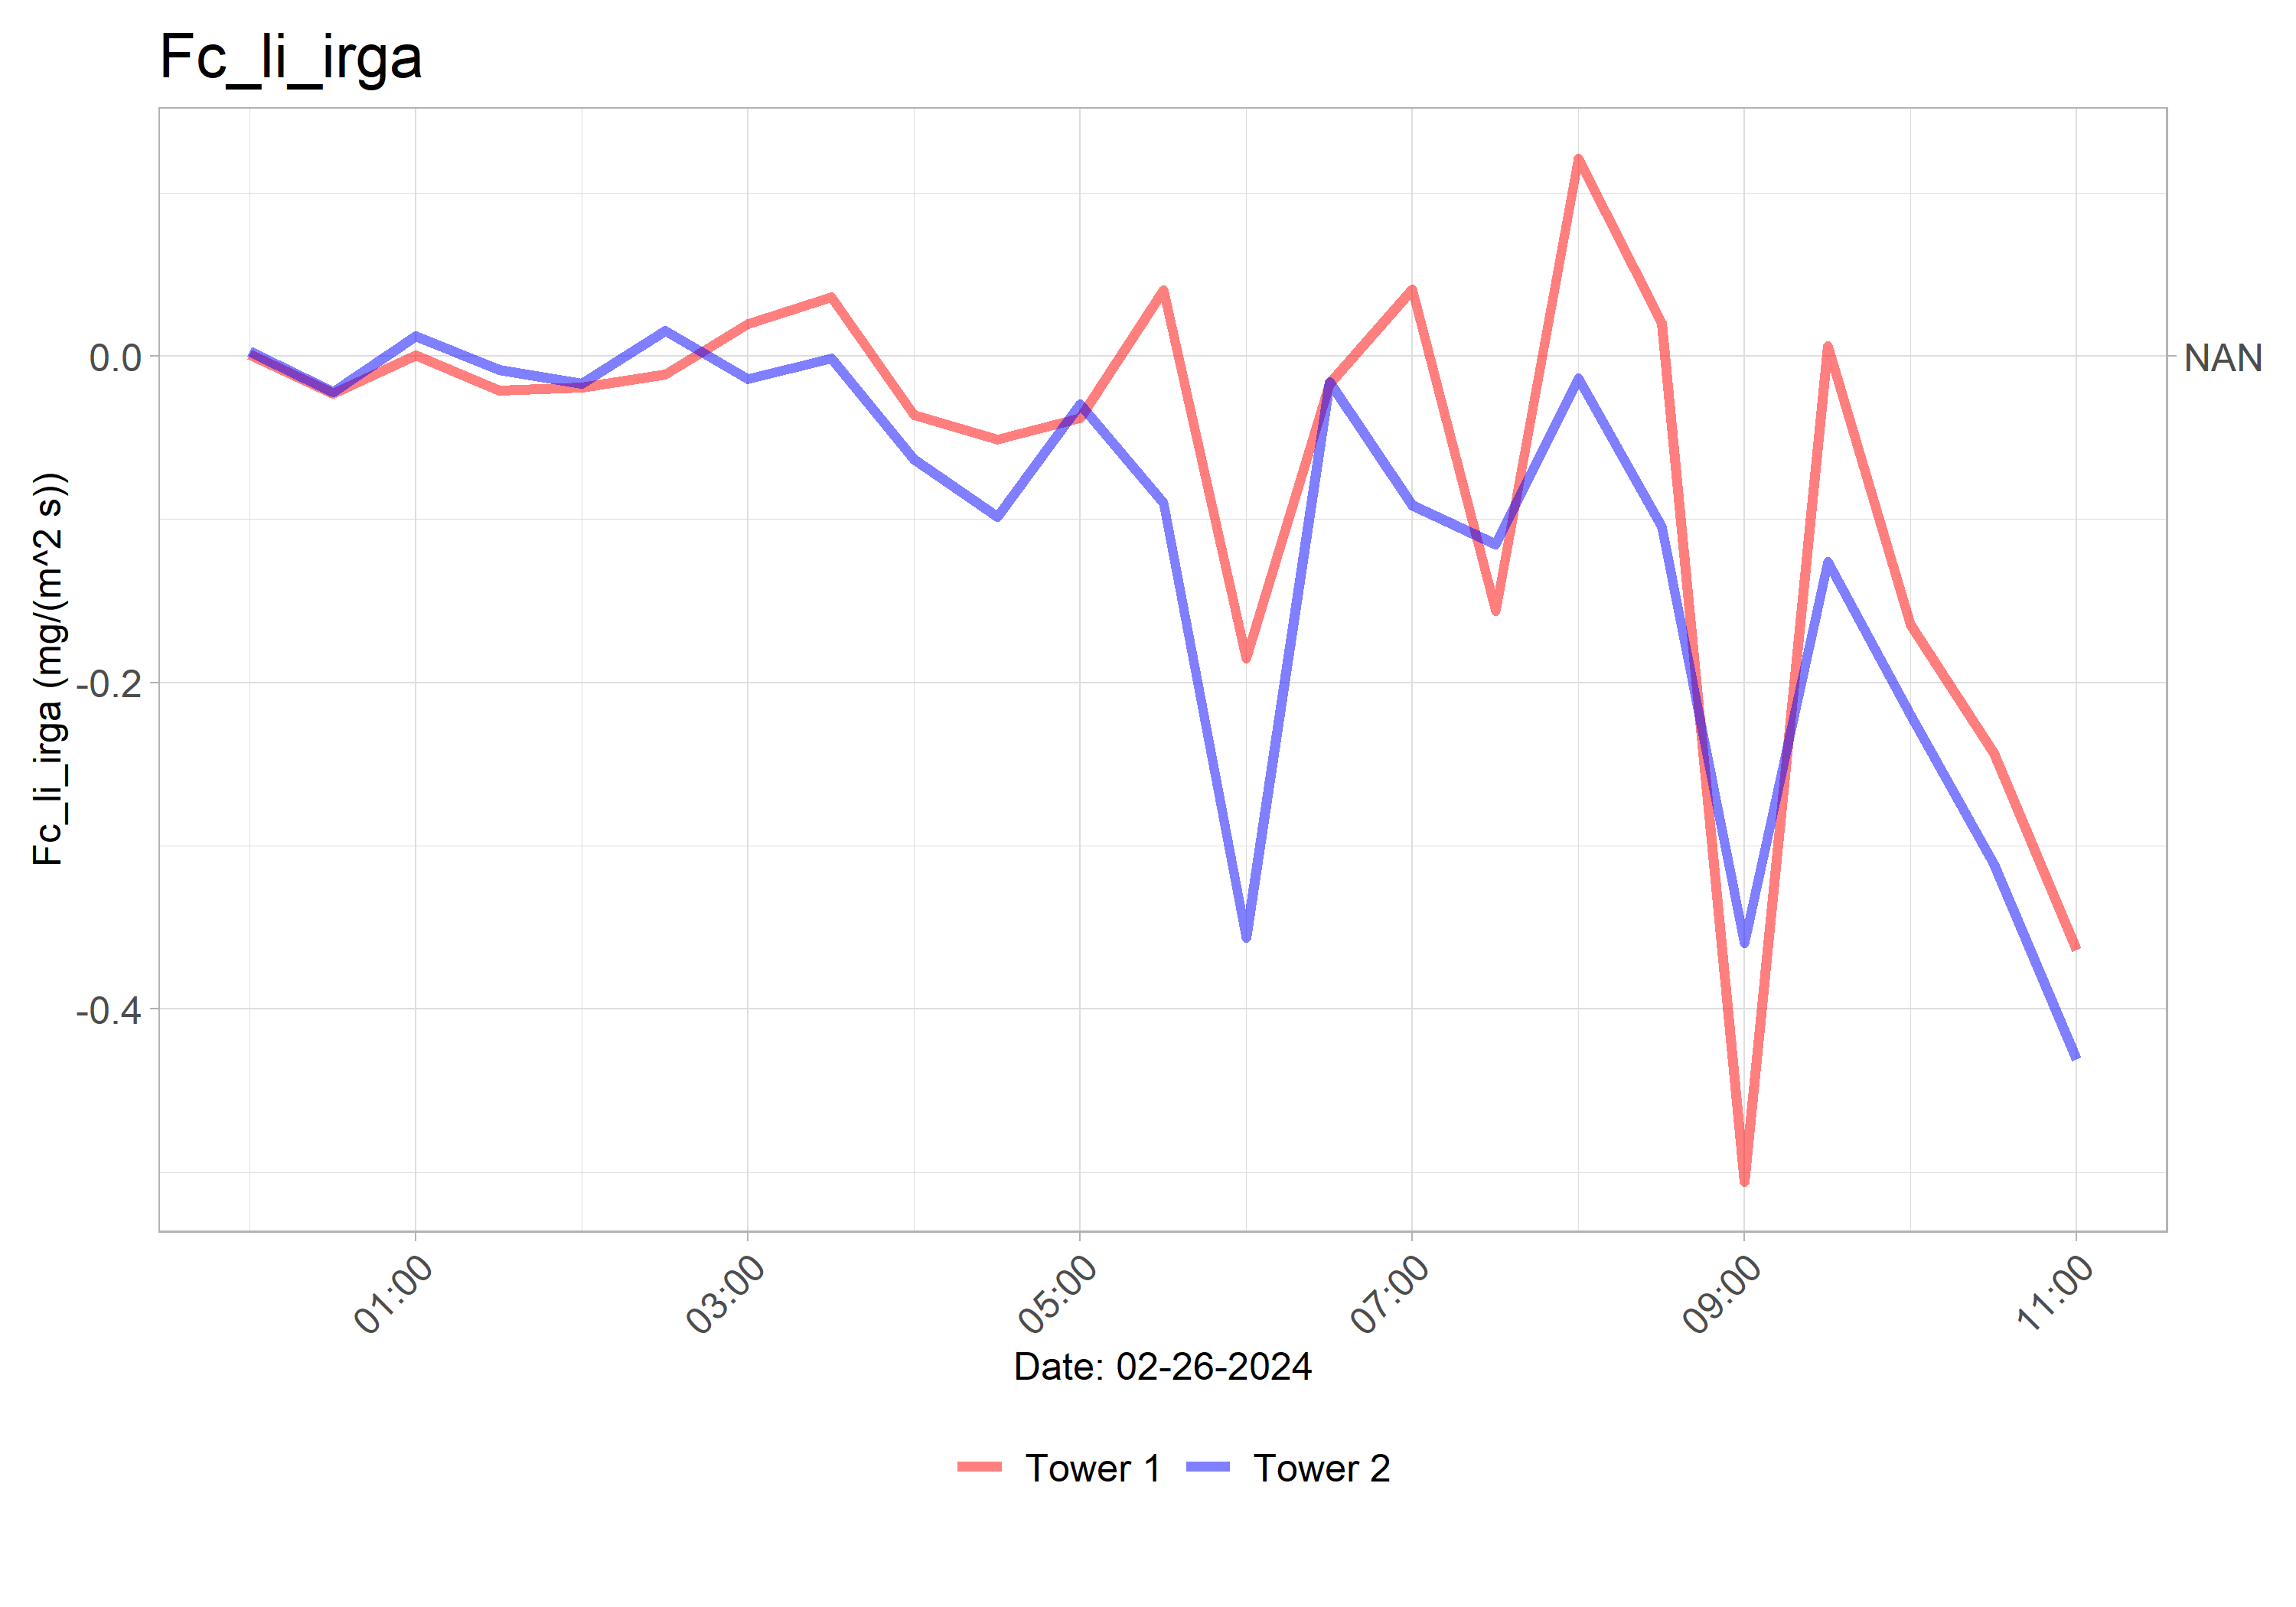 Fc_li_irga
Fc_li_irga (mg/(m^2 s))
0.0
-0.2
-0.4
NAN
01:00
03:00
05:00
07:00
09:00
11:00
Date: 02-26-2024
Tower 1
Tower 2